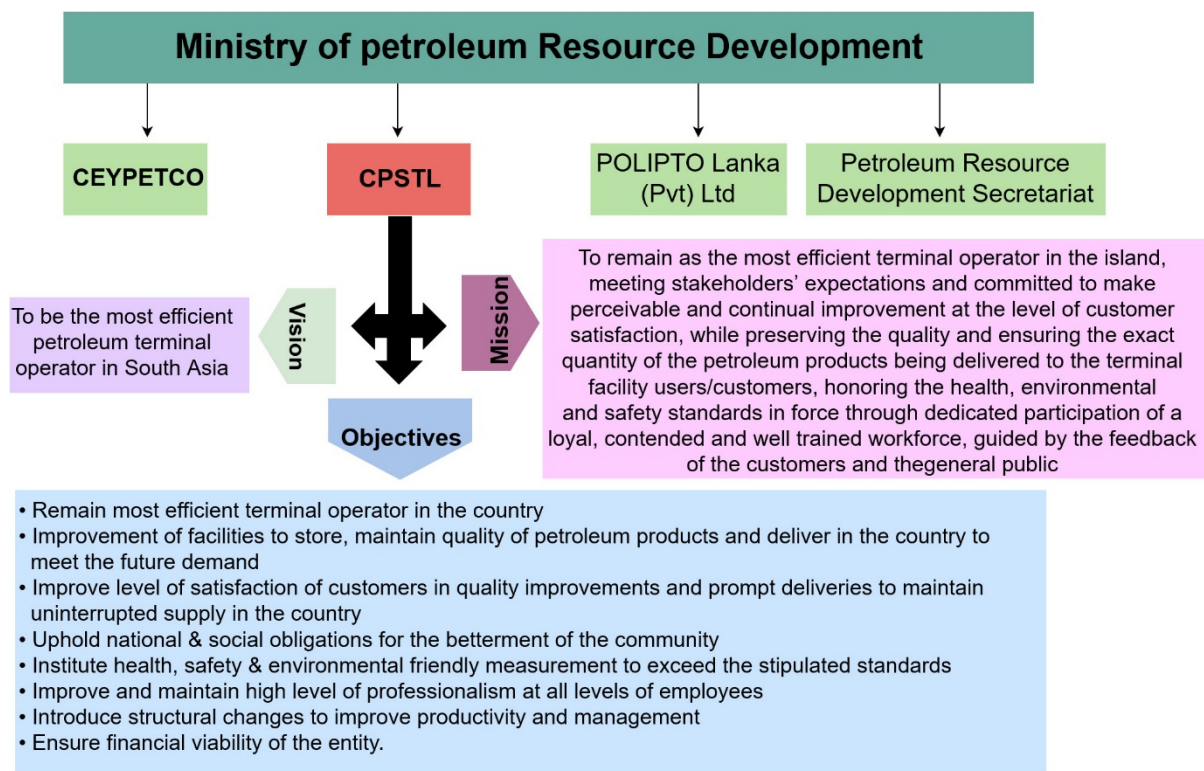 Ministry of petroleum Resource Development
CEYPETCO
CPSTL
POLIPTO Lanka
(Pvt) Ltd
Petroleum Resource
Development Secretariat
To be the most efficient
petroleum terminal
operator in South Asia
Vision
Mission
To remain as the most efficient terminal operator in the island,
meeting stakeholders’ expectations and committed to make
perceivable and continual improvement at the level of customer
satisfaction, while preserving the quality and ensuring the exact
quantity of the petroleum products being delivered to the terminal
facility users/customers, honoring the health, environmental
and safety standards in force through dedicated participation of a
loyal, contended and well trained workforce, guided by the feedback
of the customers and thegeneral public
Objectives
• Remain most efficient terminal operator in the country
• Improvement of facilities to store, maintain quality of petroleum products and deliver in the country to
meet the future demand
• Improve level of satisfaction of customers in quality improvements and prompt deliveries to maintain
uninterrupted supply in the country
• Uphold national & social obligations for the betterment of the community
• Institute health, safety & environmental friendly measurement to exceed the stipulated standards
• Improve and maintain high level of professionalism at all levels of employees
• Introduce structural changes to improve productivity and management
• Ensure financial viability of the entity.